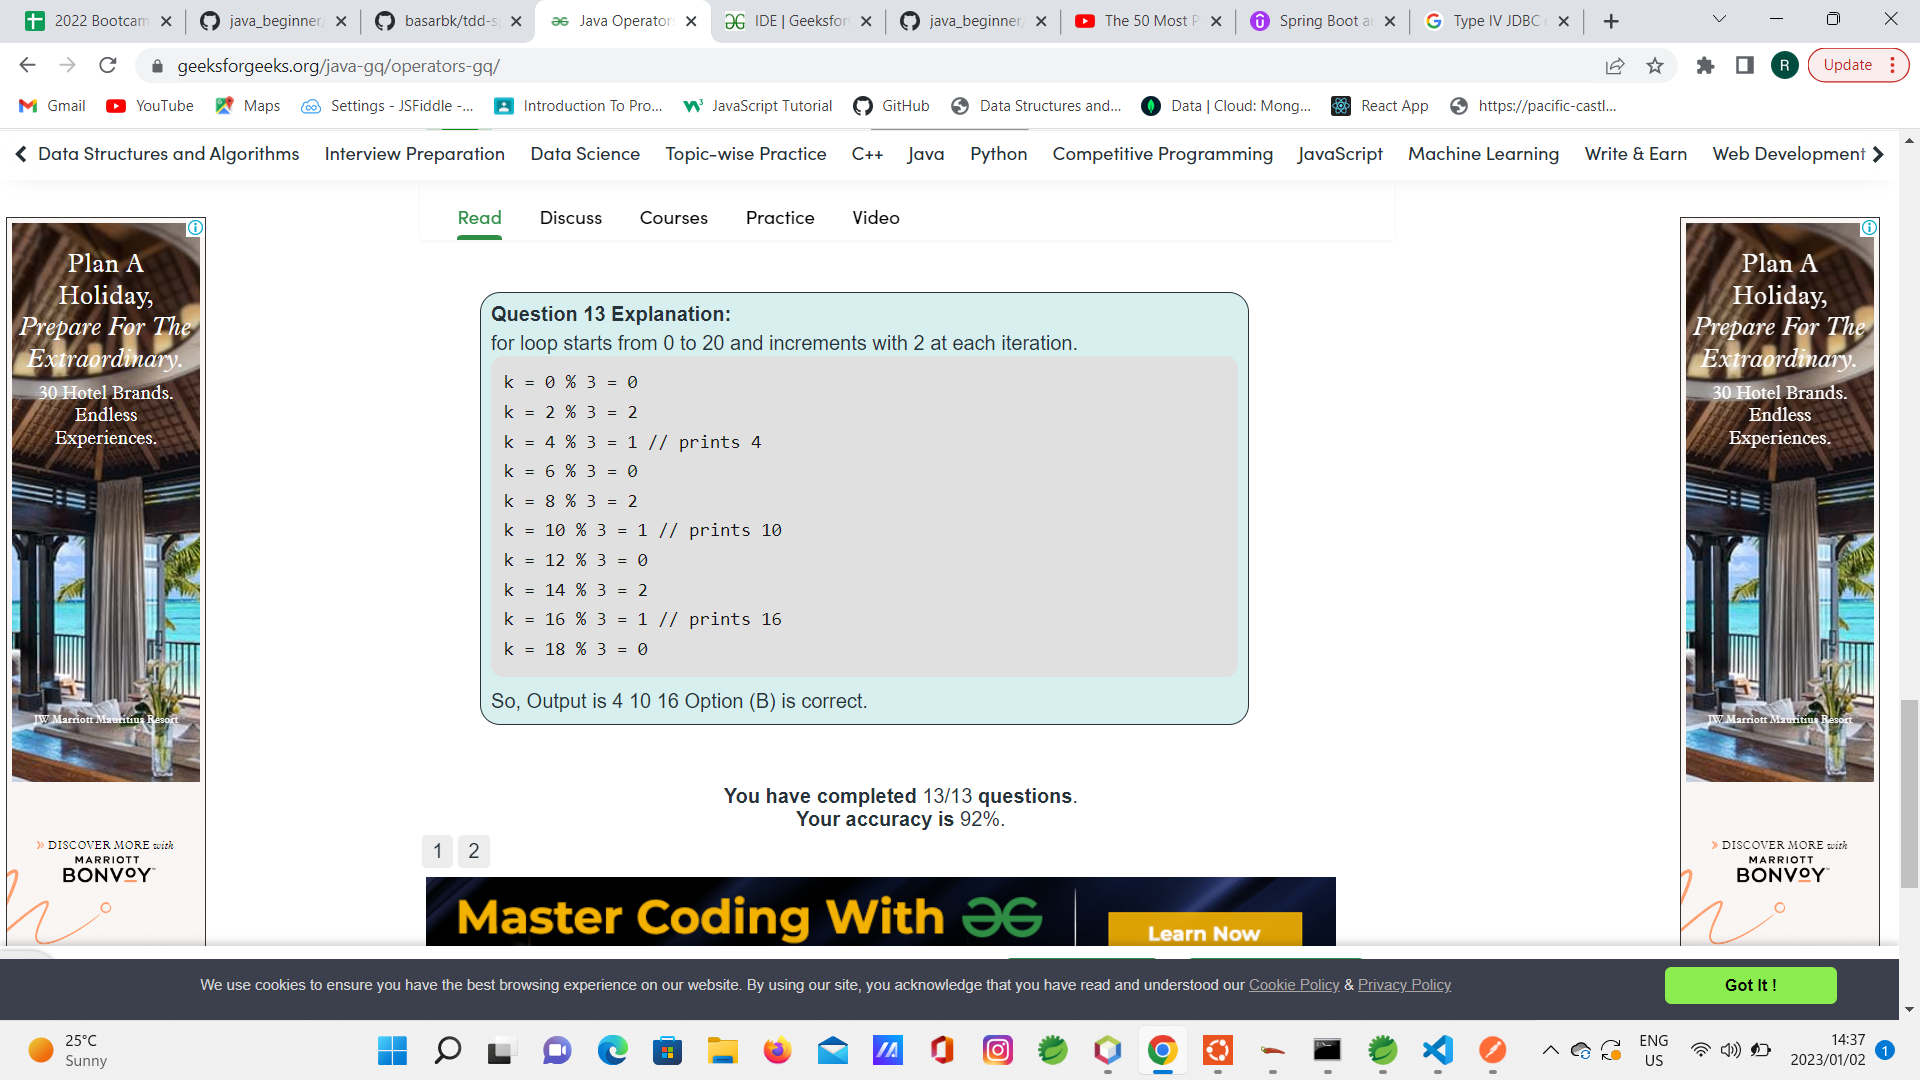 2022 Bootcam
java_beginner/
basarbk/tdd-s
Java Operator
IDE | Geeksfor
java_beginner/
The 50 Most P
Spring Boot a
Type IV JDBC
geeksforgeeks.org/java-gq/operators-gq/
R
Update
Gmail
YouTube
Maps
Settings - JSFiddle -...
Introduction To Pro...
JavaScript Tutorial
GitHub
Data Structures and...
Data | Cloud: Mong...
React App
https://pacific-castl...
Data Structures and Algorithms
Interview Preparation
Data Science
Topic-wise Practice
C++
Java
Python
Competitive Programming
JavaScript
Machine Learning
Write & Earn
Web Development
Read
Discuss
Courses
Practice
Video
Plan A
Holiday,
Prepare For The
Extraordinary.
30 Hotel Brands.
Endless
Experiences.
JW Marriott Mauritius Resort
» DISCOVER MORE with
MARRIOTT
BONVOY
Question 13 Explanation:
for loop starts from 0 to 20 and increments with 2 at each iteration.
k = 0 % 3 = 0
k = 2 % 3 = 2
k = 4 % 3 = 1 // prints 4
k = 6 % 3 = 0
k = 8 % 3 = 2
k = 10 % 3 = 1 // prints 10
k = 12 % 3 = 0
k = 14 % 3 = 2
k = 16 % 3 = 1 // prints 16
k = 18 % 3 = 0
So, Output is 4 10 16 Option (B) is correct.
You have completed 13/13 questions.
Your accuracy is 92%.
1 2
Master Coding With
Learn Now
Plan A
Holiday,
Prepare For The
Extraordinary.
30 Hotel Brands.
Endless
Experiences.
JW Marriott Mauritius Resort
» DISCOVER MORE with
MARRIOTT
BONVOY
We use cookies to ensure you have the best browsing experience on our website. By using our site, you acknowledge that you have read and understood our Cookie Policy & Privacy Policy
Got It !
25°C
Sunny
ENG
US
14:37
2023/01/02
1